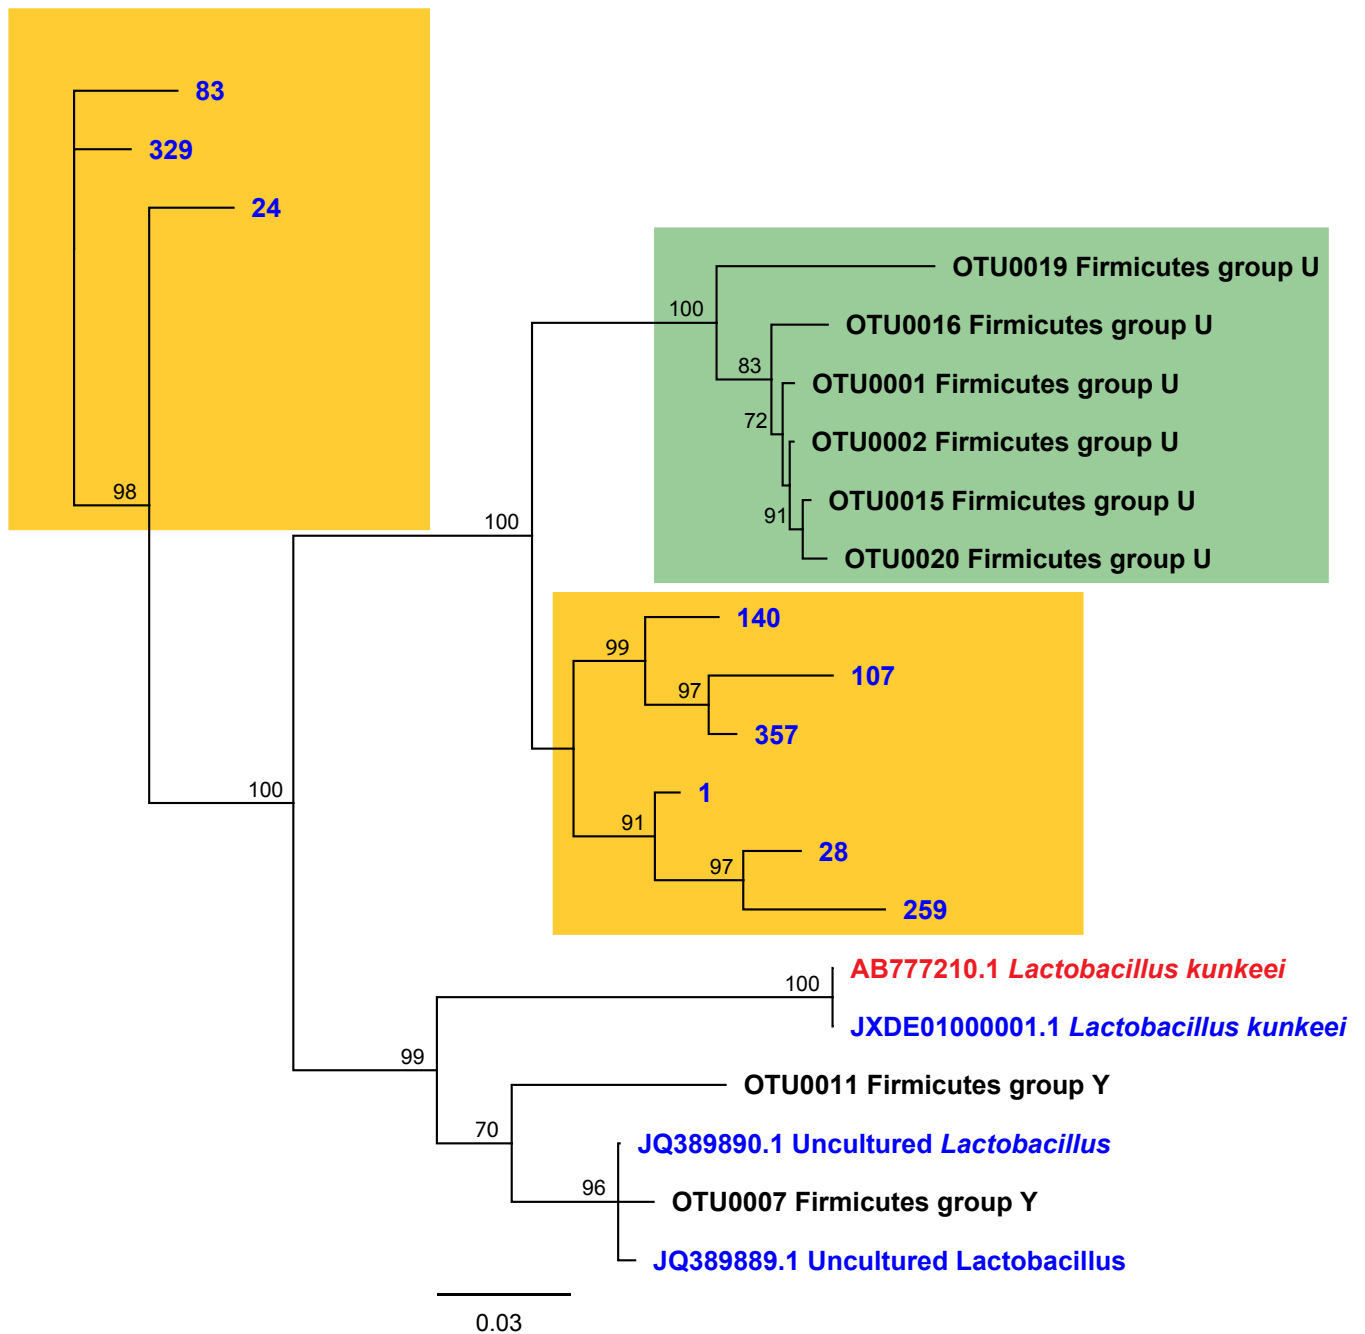 83
329
24
OTU0019 Firmicutes group U
100
OTU0016 Firmicutes group U
83
OTU0001 Firmicutes group U
72
OTU0002 Firmicutes group U
98
OTU0015 Firmicutes group U
91
100
OTU0020 Firmicutes group U
140
99
107
97
357
100
1
91
28
97
259
AB777210.1 Lactobacillus kunkeei
100
JXDE01000001.1 Lactobacillus kunkeei
99
OTU0011 Firmicutes group Y
70
JQ389890.1 Uncultured Lactobacillus
96
OTU0007 Firmicutes group Y
JQ389889.1 Uncultured Lactobacillus
0.03